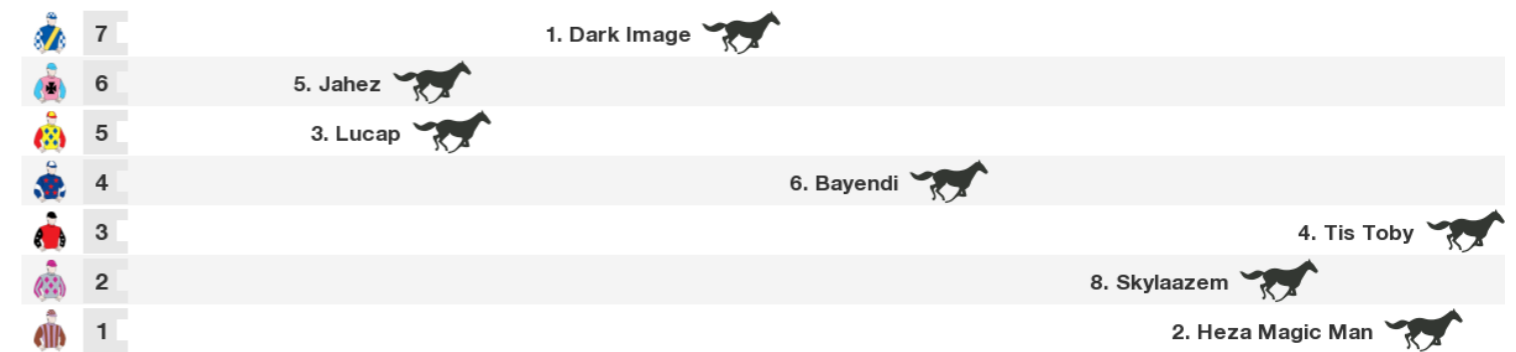 7 1. Dark Image
6 5. Jahez
5 3. Lucap
4 6. Bayendi
3 4. Tis Toby
2 8. Skylaazem
1 2. Heza Magic Man